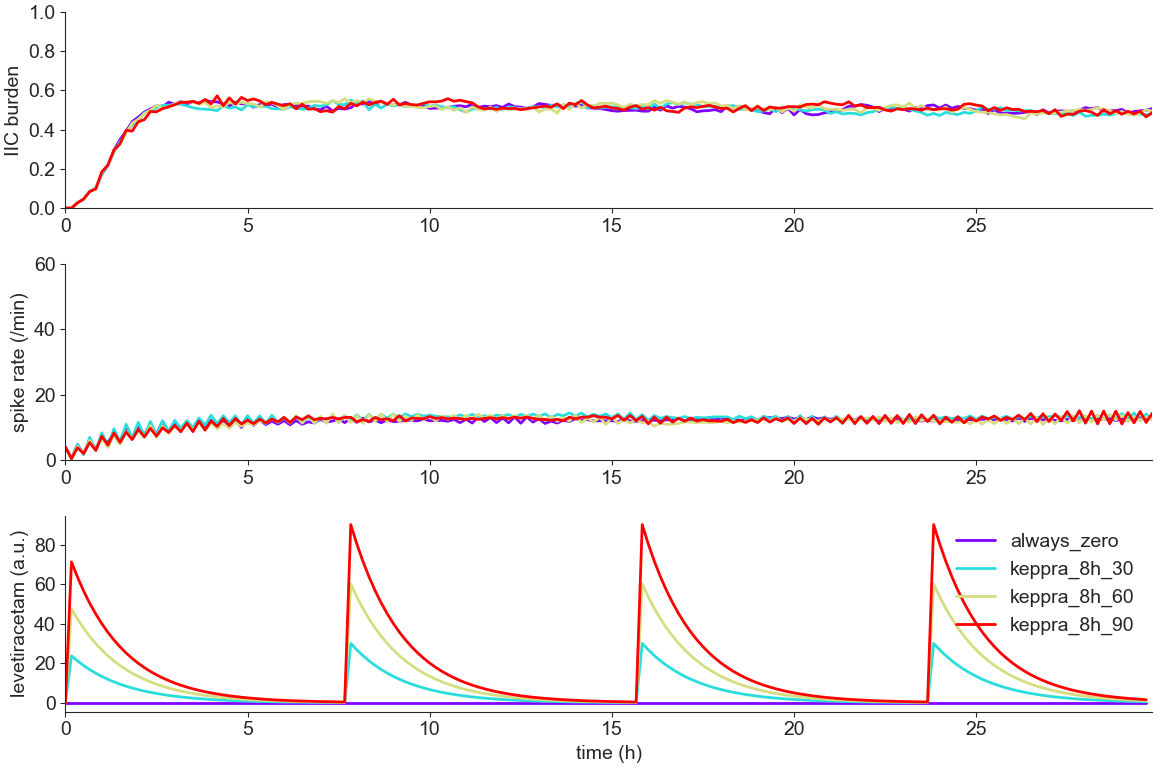 IIC burden
1.0
0.8
0.6
0.4
0.2
0.0
0 5 10 15 20 25
spike rate (/min)
60
40
20
0
0 5 10 15 20 25
levetiracetam (a.u.)
80
60
40
20
0
always_zero
keppra_8h_30
keppra_8h_60
keppra_8h_90
0 5 10 15 20 25
time (h)